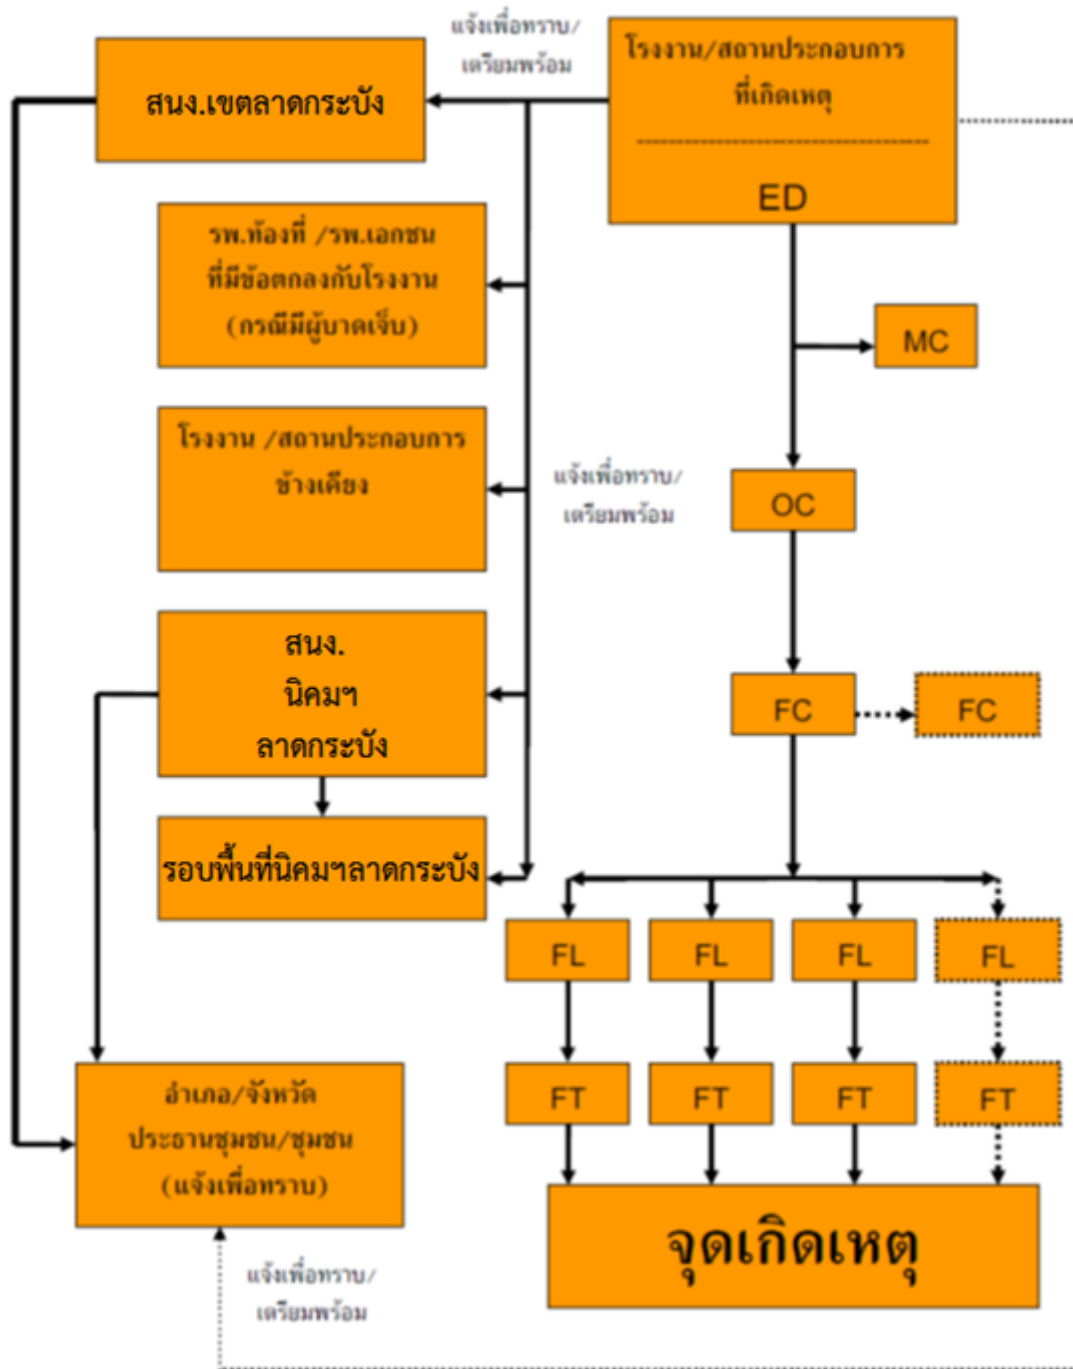 แจ้งเพื่อทราบ/
เตรียมพร้อม
โรงงาน/สถานประกอบการ
ที่เกิดเหตุ
--------------------------------------
ED
สนง.เขตลาดกระบัง
รพ.ท้องที่ /รพ.เอกชน
ที่มีข้อตกลงกับโรงงาน
(กรณีมีผู้บาดเจ็บ)
MC
โรงงาน /สถานประกอบการ
ข้างเคียง
แจ้งเพื่อทราบ/
เตรียมพร้อม
OC
สนง.
นิคมฯ
ลาดกระบัง
FC
FC
รอบพื้นที่นิคมฯลาดกระบัง
FL
FL
FL
FL
FT
FT
FT
FT
อำเภอ/จังหวัด
ประธานชุมชน/ชุมชน
(แจ้งเพื่อทราบ)
จุดเกิดเหตุ
แจ้งเพื่อทราบ/
เตรียมพร้อม